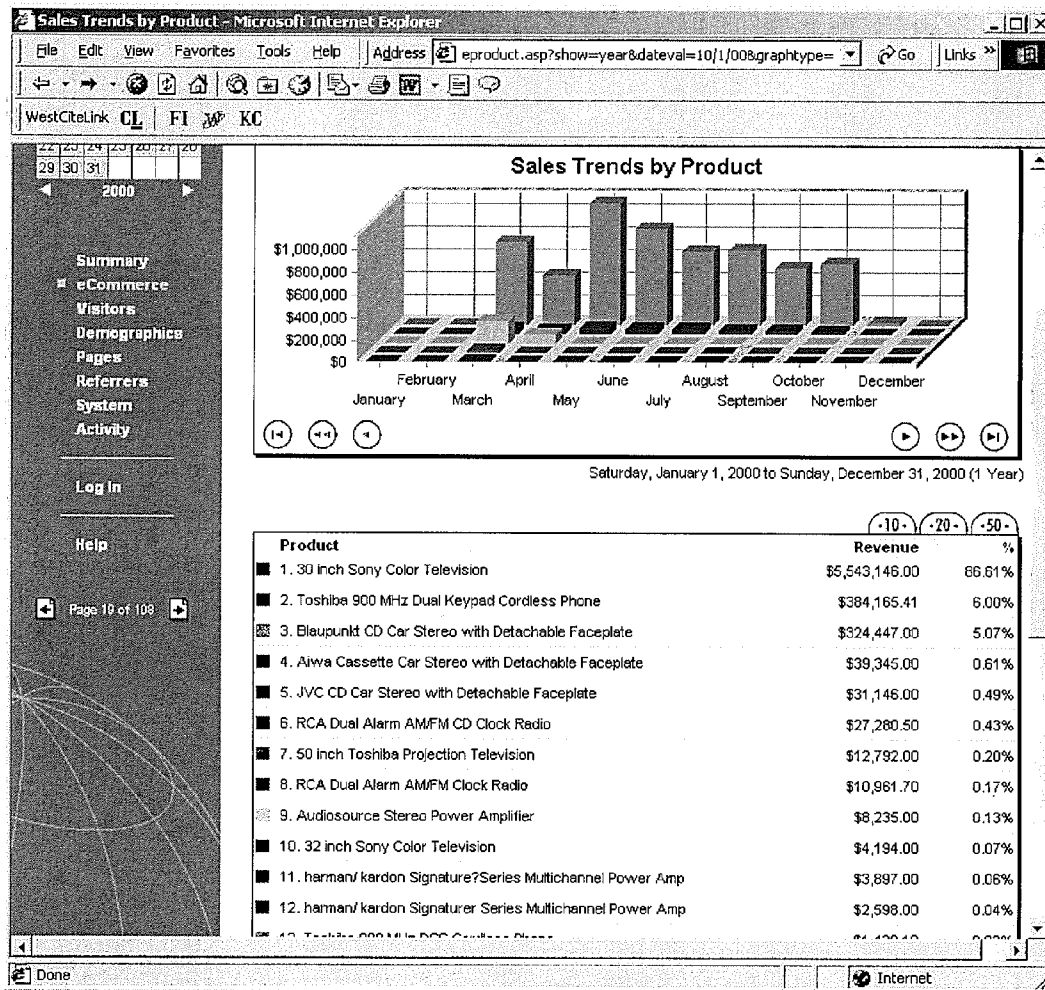 Sales Trends by Product - Microsoft Internet Explorer
File Edit View Favorites Tools Help Address eproduct.asp?show=year&dateval=10/1/00&graphtype= Go Links »
WestCiteLink CL FI KC
22 23 24 25 26 27 28
29 30 31
2000
Summary
eCommerce
Visitors
Demographics
Pages
Referrers
System
Activity
Log In
Help
Page 19 of 108
Sales Trends by Product
$1,000,000
$800,000
$600,000
$400,000
$200,000
$0
February April June August October December
January March May July September November
Saturday, January 1, 2000 to Sunday, December 31, 2000 (1 Year)
-10- -20- -50-
Product Revenue %
1. 30 inch Sony Color Television $5,543,146.00 86.61%
2. Toshiba 900 MHz Dual Keypad Cordless Phone $384,165.41 6.00%
3. Blaupunkt CD Car Stereo with Detachable Faceplate $324,447.00 5.07%
4. Aiwa Cassette Car Stereo with Detachable Faceplate $39,345.00 0.61%
5. JVC CD Car Stereo with Detachable Faceplate $31,146.00 0.49%
6. RCA Dual Alarm AM/FM CD Clock Radio $27,280.50 0.43%
7. 50 inch Toshiba Projection Television $12,792.00 0.20%
8. RCA Dual Alarm AM/FM Clock Radio $10,961.70 0.17%
9. Audiosource Stereo Power Amplifier $8,235.00 0.13%
10. 32 inch Sony Color Television $4,194.00 0.07%
11. harman/ kardon Signature?Series Multichannel Power Amp $3,897.00 0.06%
12. harman/ kardon Signaturer Series Multichannel Power Amp $2,598.00 0.04%
Done Internet